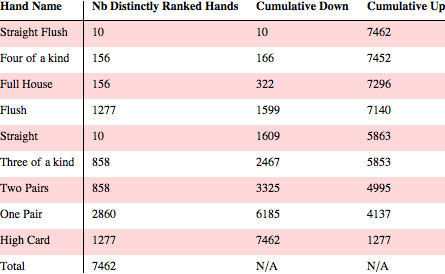 Hand Name Nb Distinctly Ranked Hands Cumulative Down Cumulative Up
Straight Flush 10 10 7462
Four of a kind 156 166 7452
Full House 156 322 7296
Flush 1277 1599 7140
Straight 10 1609 5863
Three of a kind 858 2467 5853
Two Pairs 858 3325 4995
One Pair 2860 6185 4137
High Card 1277 7462 1277
Total 7462 N/A N/A